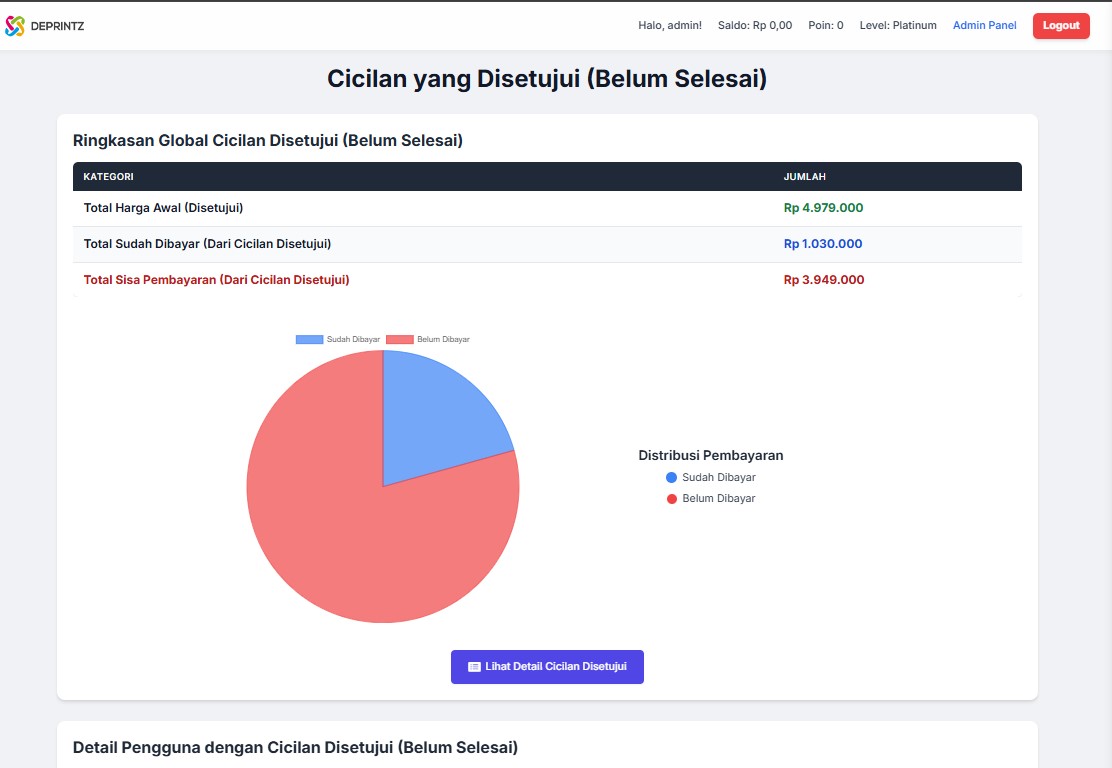 DEPRINTZ
Halo, admin! Saldo: Rp 0,00 Poin: 0 Level: Platinum Admin Panel Logout
Cicilan yang Disetujui (Belum Selesai)
Ringkasan Global Cicilan Disetujui (Belum Selesai)
KATEGORI JUMLAH
Total Harga Awal (Disetujui) Rp 4.979.000
Total Sudah Dibayar (Dari Cicilan Disetujui) Rp 1.030.000
Total Sisa Pembayaran (Dari Cicilan Disetujui) Rp 3.949.000
Sudah Dibayar Belum Dibayar
Distribusi Pembayaran
Sudah Dibayar
Belum Dibayar
Lihat Detail Cicilan Disetujui
Detail Pengguna dengan Cicilan Disetujui (Belum Selesai)